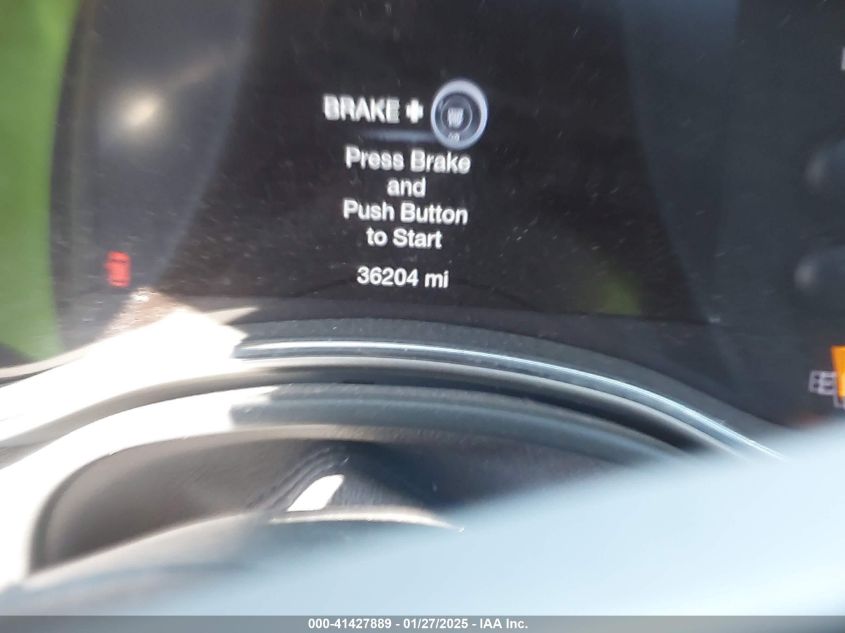 BRAKE +
Press Brake
and
Push Button
to Start
36204 mi
000-41427889 - 01/27/2025 - IAA Inc.